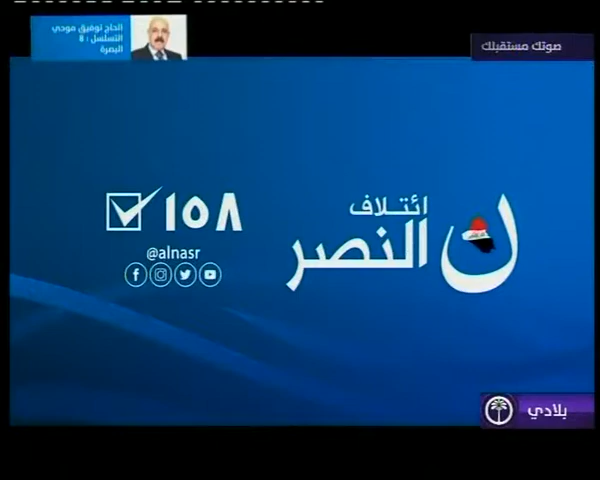 الحاج توفيق موحي
التسلسل : 8
البصرة
صوتك مستقبلك
ائتلاف
النصر
ن
١٥٨
@alnasr
بلادي